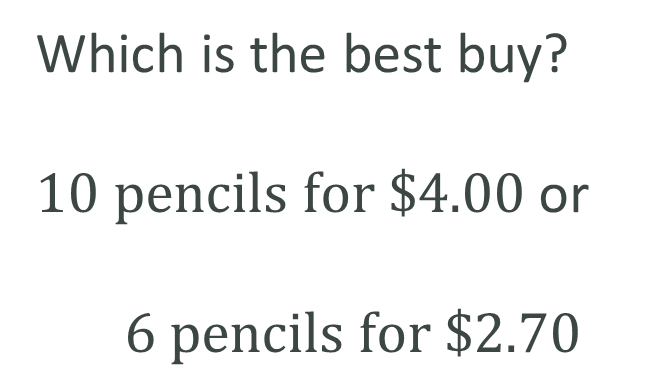 Which is the best buy?
10 pencils for $4.00 or
6 pencils for $2.70